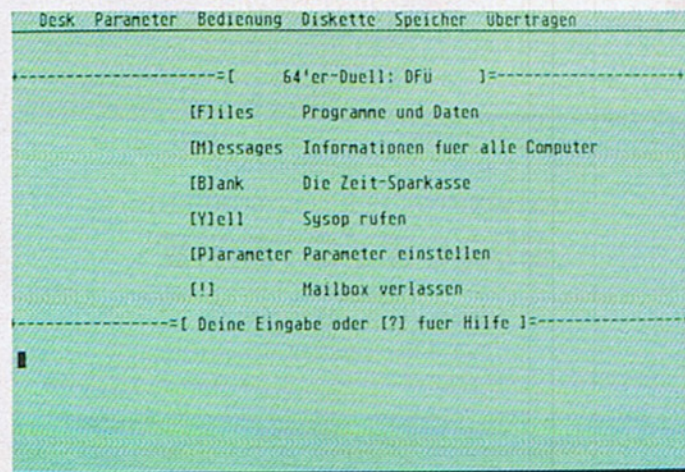 Desk Parameter Bedienung Diskette Speicher Übertragen
+--------------------=[ 64'er-Duell: DFü ]=--------------------
[F]iles Programme und Daten
[M]essages Informationen fuer alle Computer
[B]ank Die Zeit-Sparkasse
[Y]ell Sysop rufen
[P]arameter Parameter einstellen
[!] Mailbox verlassen
+---------------=[ Deine Eingabe oder [?] fuer Hilfe ]=---------------